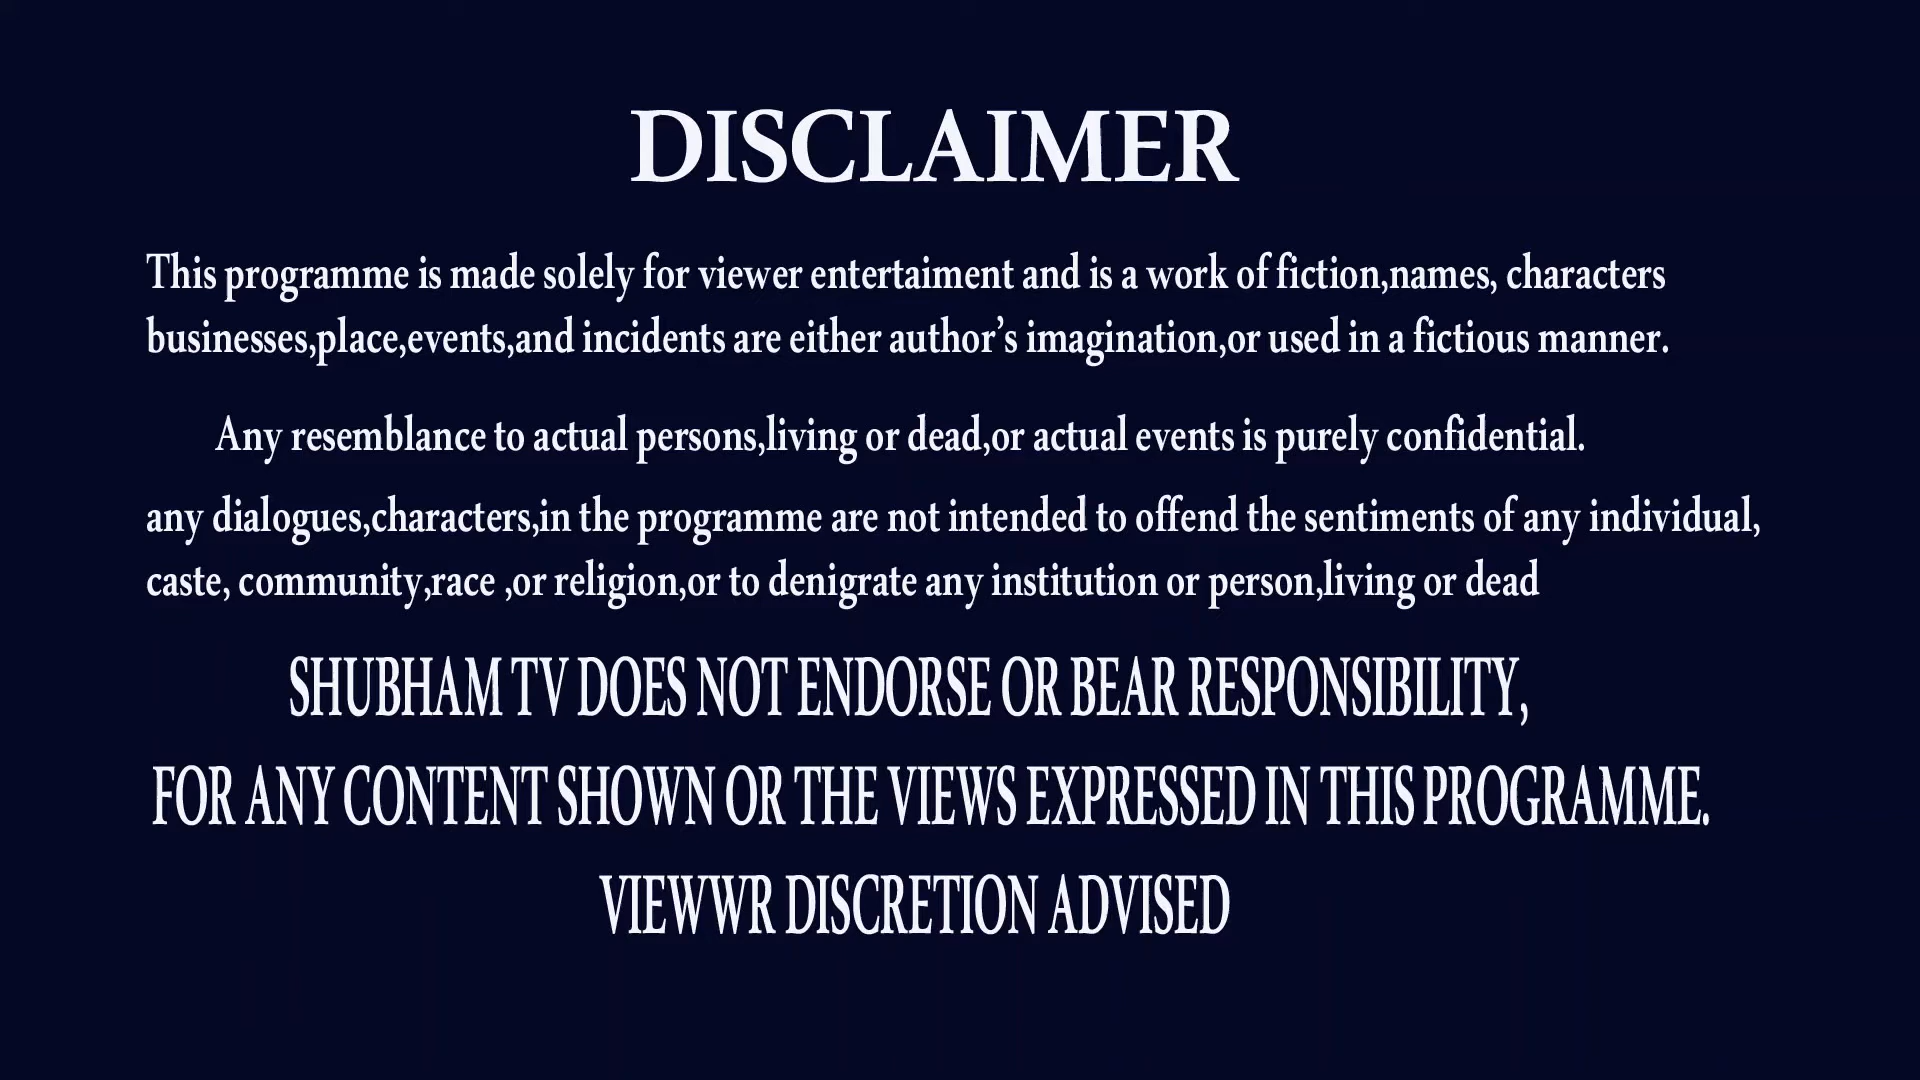 DISCLAIMER
This programme is made solely for viewer entertaiment and is a work of fiction,names, characters
businesses,place,events,and incidents are either author’s imagination,or used in a fictious manner.
Any resemblance to actual persons,living or dead,or actual events is purely confidential.
any dialogues,characters,in the programme are not intended to offend the sentiments of any individual,
caste, community,race ,or religion,or to denigrate any institution or person,living or dead
SHUBHAM TV DOES NOT ENDORSE OR BEAR RESPONSIBILITY,
FOR ANY CONTENT SHOWN OR THE VIEWS EXPRESSED IN THIS PROGRAMME.
VIEWWR DISCRETION ADVISED